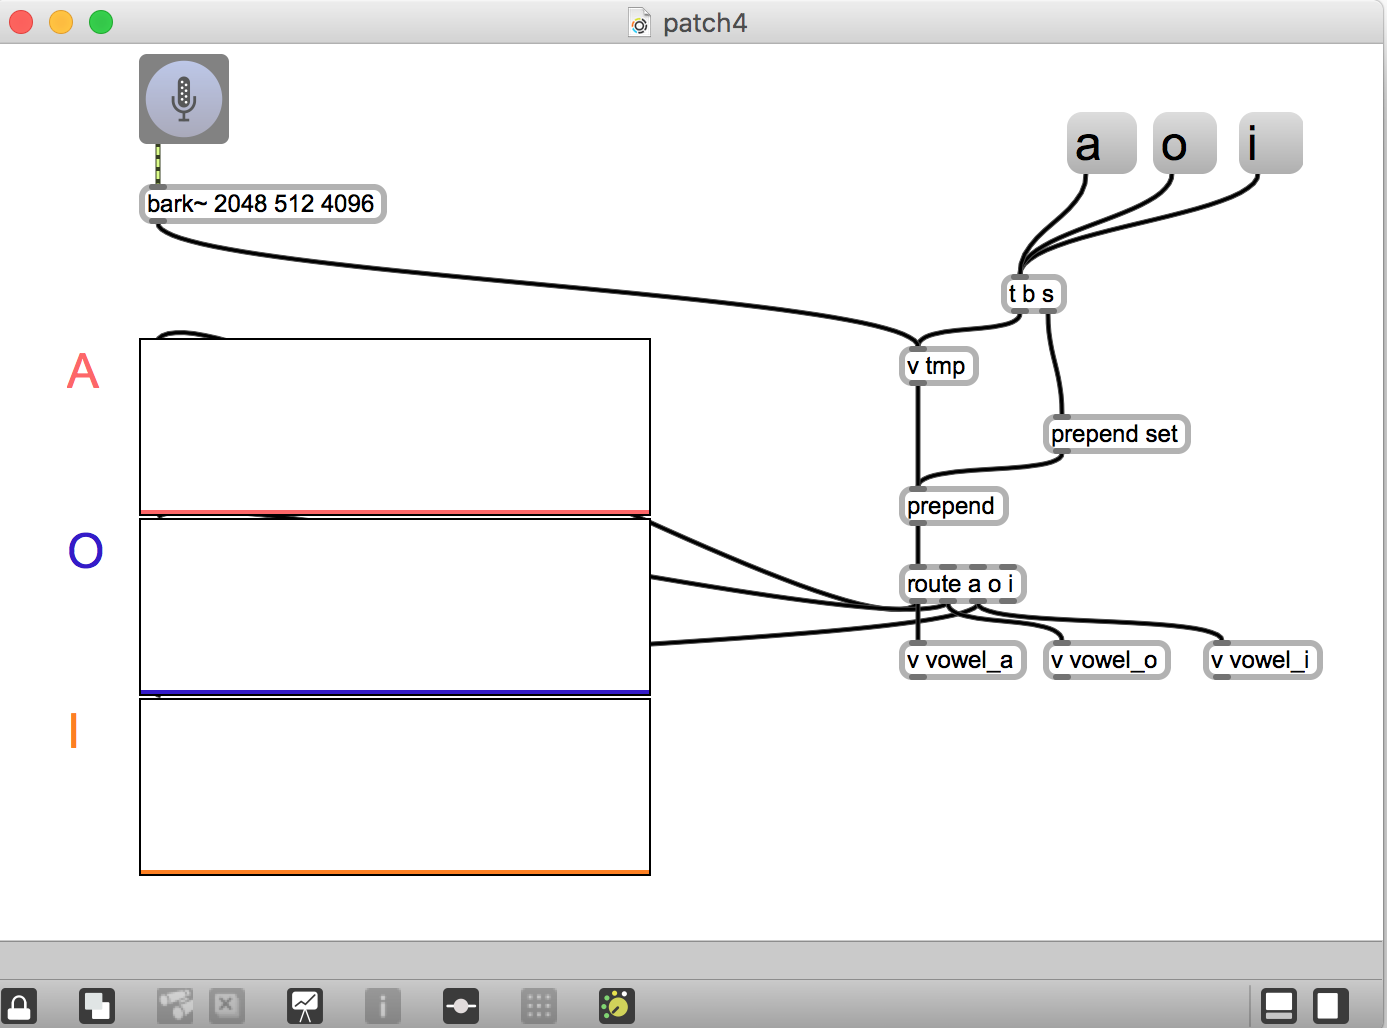 patch4
a o i
bark~ 2048 512 4096
t b s
A
v tmp
prepend set
prepend
O
route a o i
v vowel_a
v vowel_o
v vowel_i
I